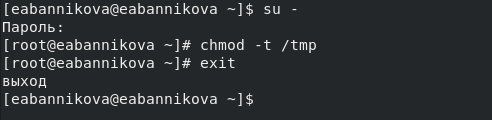 [eabannikova@eabannikova ~]$ su -
Пароль:
[root@eabannikova ~]# chmod -t /tmp
[root@eabannikova ~]# exit
выход
[eabannikova@eabannikova ~]$